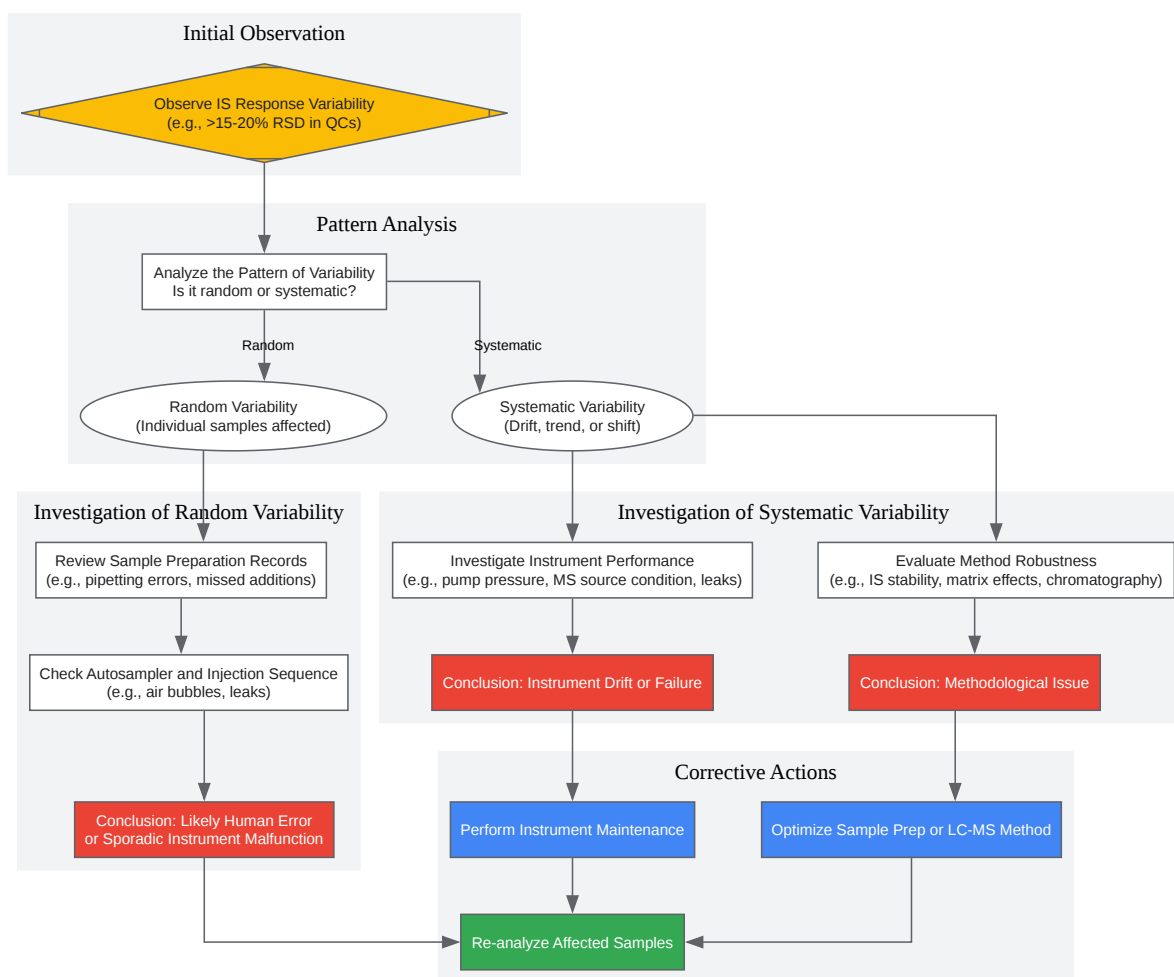 Initial Observation
Observe IS Response Variability
(e.g., >15-20% RSD in QCs)
Pattern Analysis
Analyze the Pattern of Variability
Is it random or systematic?
Random
Systematic
Random Variability
(Individual samples affected)
Systematic Variability
(Drift, trend, or shift)
Investigation of Random Variability
Review Sample Preparation Records
(e.g., pipetting errors, missed additions)
Check Autosampler and Injection Sequence
(e.g., air bubbles, leaks)
Conclusion: Likely Human Error
or Sporadic Instrument Malfunction
Investigation of Systematic Variability
Investigate Instrument Performance
(e.g., pump pressure, MS source condition, leaks)
Evaluate Method Robustness
(e.g., IS stability, matrix effects, chromatography)
Conclusion: Instrument Drift or Failure
Conclusion: Methodological Issue
Corrective Actions
Perform Instrument Maintenance
Optimize Sample Prep or LC-MS Method
Re-analyze Affected Samples